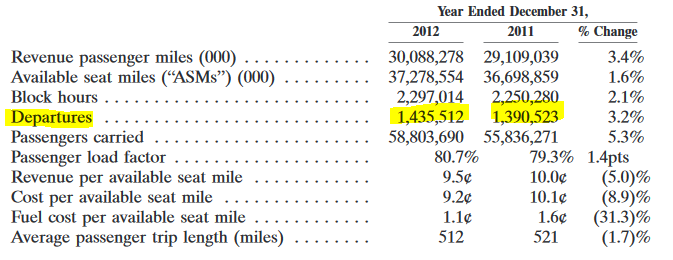 Year Ended December 31,
2012 2011 % Change
Revenue passenger miles (000) . . . . . . . . . . . . . 30,088,278 29,109,039 3.4%
Available seat miles (“ASMs”) (000) . . . . . . . . 37,278,554 36,698,859 1.6%
Block hours . . . . . . . . . . . . . . . . . . . . . . . . . . . 2,297,014 2,250,280 2.1%
Departures . . . . . . . . . . . . . . . . . . . . . . . . . . . 1,435,512 1,390,523 3.2%
Passengers carried . . . . . . . . . . . . . . . . . . . . . 58,803,690 55,836,271 5.3%
Passenger load factor . . . . . . . . . . . . . . . . . . . 80.7% 79.3% 1.4pts
Revenue per available seat mile . . . . . . . . . . . 9.5¢ 10.0¢ (5.0)%
Cost per available seat mile . . . . . . . . . . . . . . 9.2¢ 10.1¢ (8.9)%
Fuel cost per available seat mile . . . . . . . . . . . 1.1¢ 1.6¢ (31.3)%
Average passenger trip length (miles) . . . . . . . . 512 521 (1.7)%